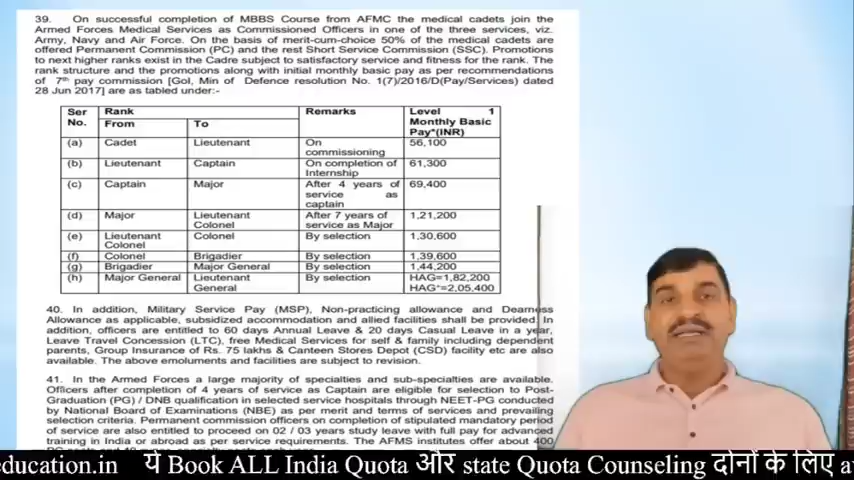 39. On successful completion of MBBS Course from AFMC the medical cadets join the
Armed Forces Medical Services as Commissioned Officers in one of the three services, viz.
Army, Navy and Air Force. On the basis of merit-cum-choice 50% of the medical cadets are
offered Permanent Commission (PC) and the rest Short Service Commission (SSC). Promotions
to next higher ranks exist in the Cadre subject to satisfactory service and fitness for the rank. The
rank structure and the promotions along with initial monthly basic pay as per recommendations
of 7th pay commission [GoI, Min of Defence resolution No. 1(7)/2016/D(Pay/Services) dated
28 Jun 2017] are as tabled under:-
Ser No. Rank Remarks Level 1 Monthly Basic Pay*(INR)
From To
(a) Cadet Lieutenant On commissioning 56,100
(b) Lieutenant Captain On completion of Internship 61,300
(c) Captain Major After 4 years of service as captain 69,400
(d) Major Lieutenant Colonel After 7 years of service as Major 1,21,200
(e) Lieutenant Colonel Colonel By selection 1,30,600
(f) Colonel Brigadier By selection 1,39,600
(g) Brigadier Major General By selection 1,44,200
(h) Major General Lieutenant General By selection HAG=1,82,200 HAG+=2,05,400
40. In addition, Military Service Pay (MSP), Non-practicing allowance and Dearness
Allowance as applicable, subsidized accommodation and allied facilities shall be provided. In
addition, officers are entitled to 60 days Annual Leave & 20 days Casual Leave in a year,
Leave Travel Concession (LTC), free Medical Services for self & family including dependent
parents, Group Insurance of Rs. 75 lakhs & Canteen Stores Depot (CSD) facility etc are also
available. The above emoluments and facilities are subject to revision.
41. In the Armed Forces a large majority of specialties and sub-specialties are available.
Officers after completion of 4 years of service as Captain are eligible for selection to Post-
Graduation (PG) / DNB qualification in selected service hospitals through NEET-PG conducted
by National Board of Examinations (NBE) as per merit and terms of services and prevailing
selection criteria. Permanent commission officers on completion of stipulated mandatory period
of service are also entitled to proceed on 02 / 03 years study leave with full pay for advanced
training in India or abroad as per service requirements. The AFMS institutes offer about 400
education.in ये Book ALL India Quota और state Quota Counseling दोनों के लिए a